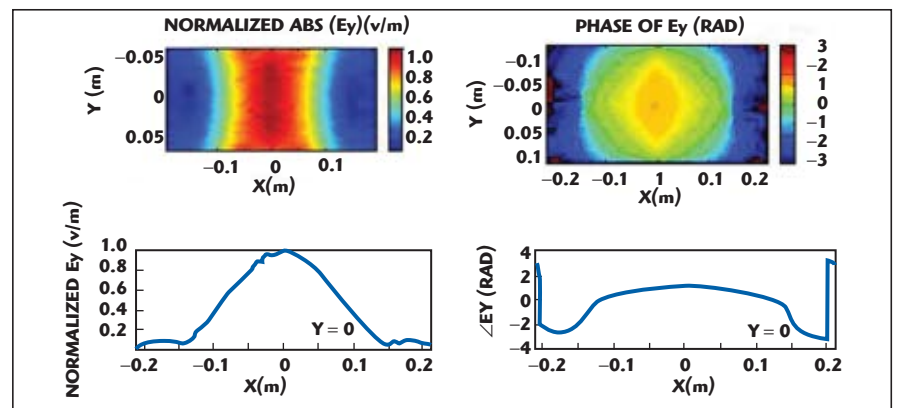 NORMALIZED ABS (Ey)(v/m)
-0.05
0
0.05
Y (m)
-0.1 0 0.1
X(m)
1.0
0.8
0.6
0.4
0.2
PHASE OF Ey (RAD)
-0.1
-0.05
0
0.05
0.1
Y (m)
-0.2 -0.1 1 0.1 0.2
X(m)
3
-2
-1
0
-1
-2
-3
NORMALIZED Ey (v/m)
1.0
0.8
0.6
0.4
0.2
Y = 0
-0.2 -0.1 0 0.1 0.2
X(m)
∠EY (RAD)
4
2
0
-2
-4
Y = 0
-0.2 -0.1 0 0.1 0.2
X(m)